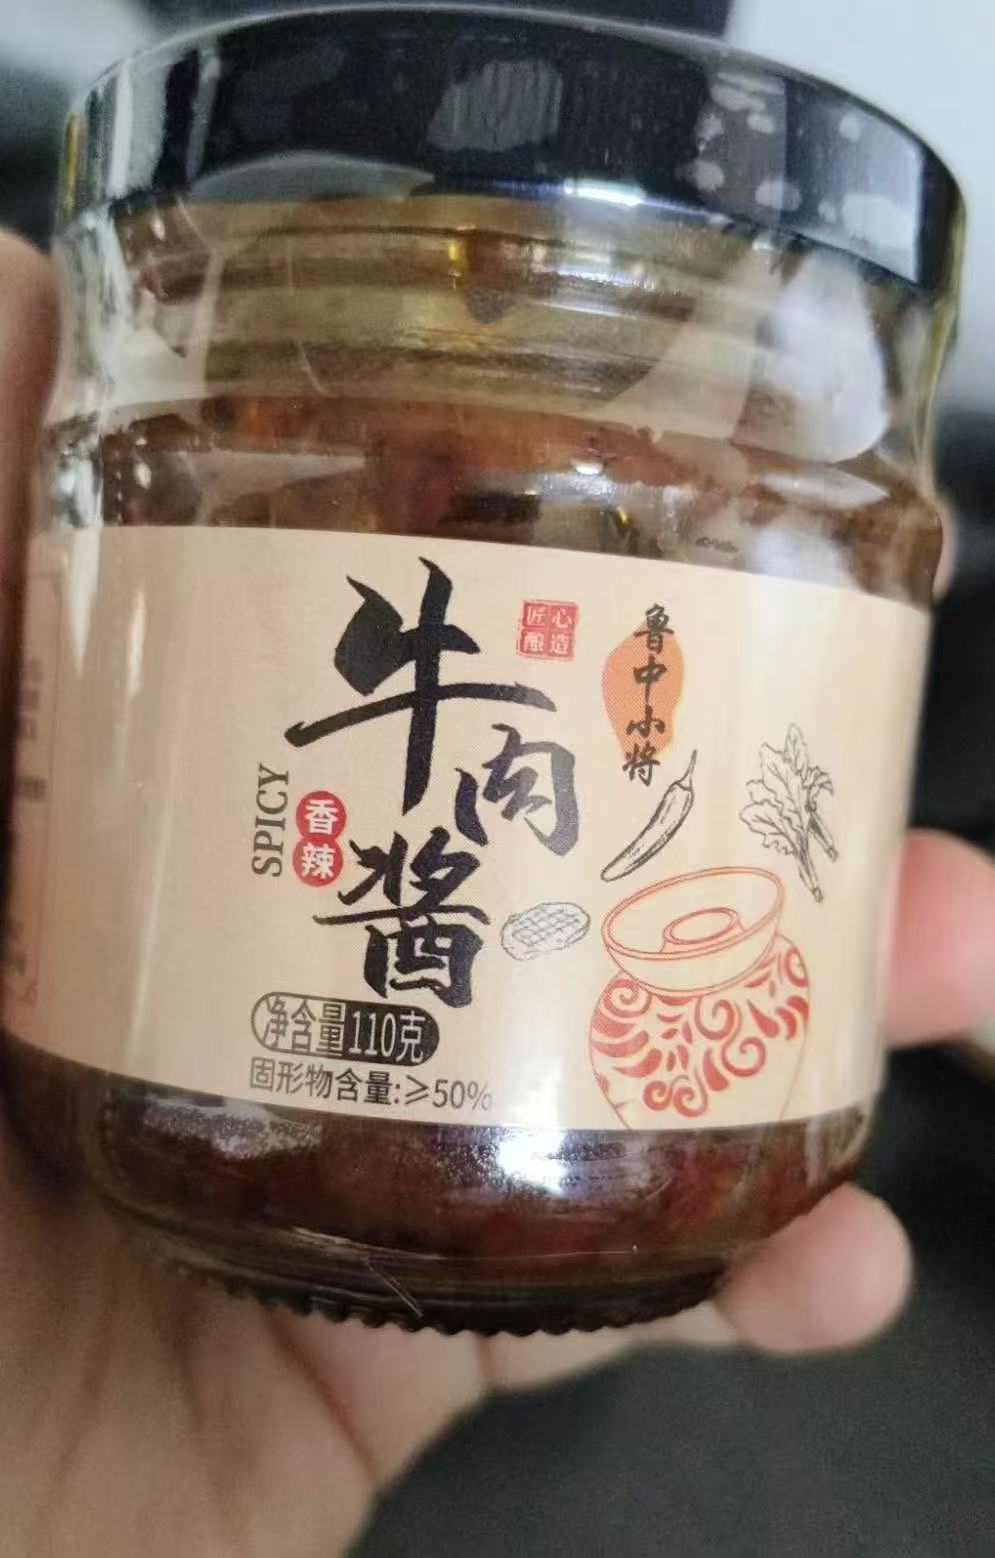 牛肉酱
匠心
酿造
鲁中小将
SPICY
香辣
净含量110克
固形物含量:≥50%